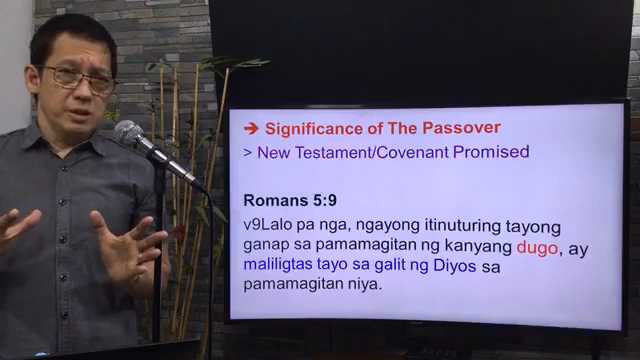 ➔ Significance of The Passover
> New Testament/Covenant Promised
Romans 5:9
v9Lalo pa nga, ngayong itinuturing tayong
ganap sa pamamagitan ng kanyang dugo, ay
maliligtas tayo sa galit ng Diyos sa
pamamagitan niya.